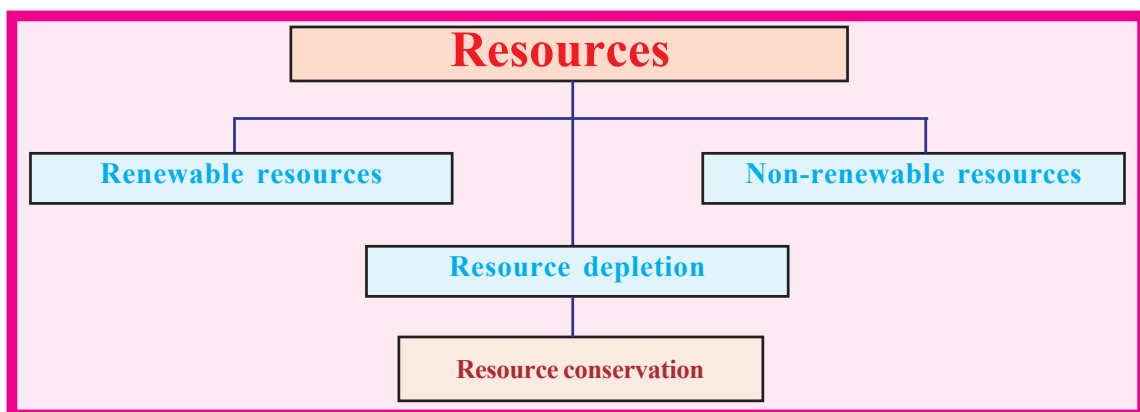 Resources
Renewable resources
Non-renewable resources
Resource depletion
Resource conservation